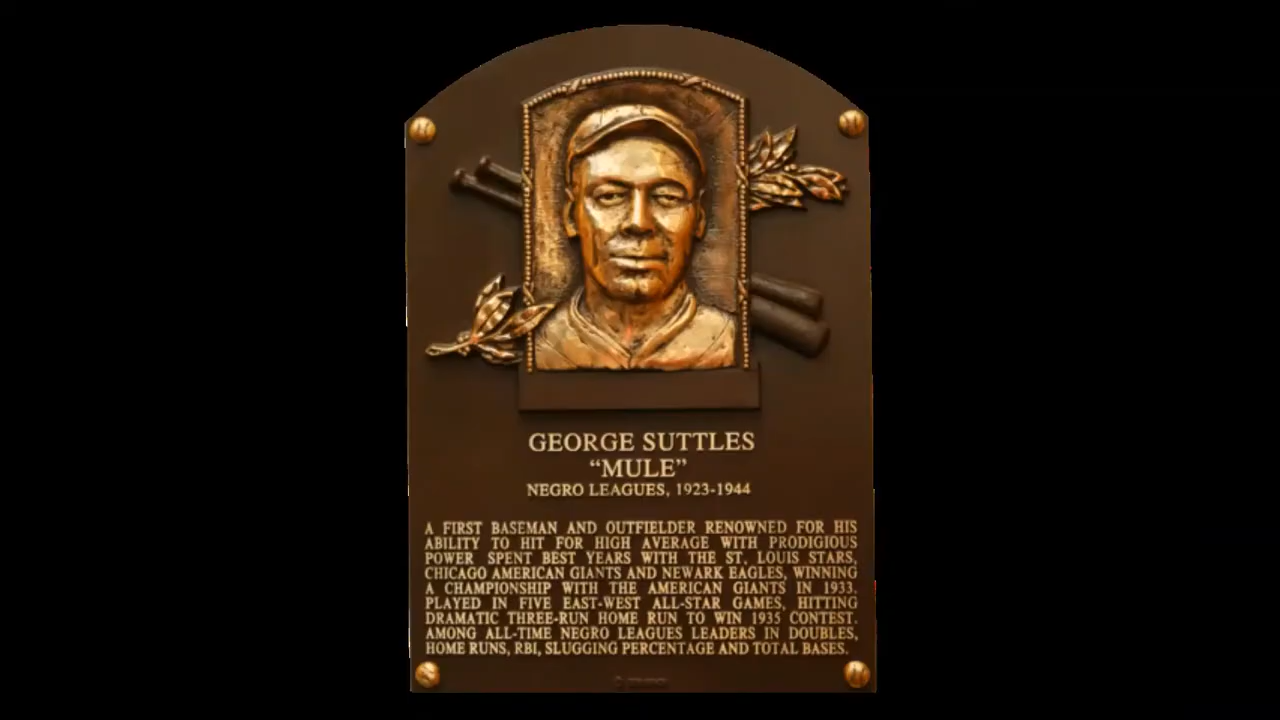 GEORGE SUTTLES
“MULE”
NEGRO LEAGUES, 1923-1944
A FIRST BASEMAN AND OUTFIELDER RENOWNED FOR HIS
ABILITY TO HIT FOR HIGH AVERAGE WITH PRODIGIOUS
POWER SPENT BEST YEARS WITH THE ST. LOUIS STARS,
CHICAGO AMERICAN GIANTS AND NEWARK EAGLES, WINNING
A CHAMPIONSHIP WITH THE AMERICAN GIANTS IN 1933.
PLAYED IN FIVE EAST-WEST ALL-STAR GAMES, HITTING
DRAMATIC THREE-RUN HOME RUN TO WIN 1935 CONTEST.
AMONG ALL-TIME NEGRO LEAGUES LEADERS IN DOUBLES,
HOME RUNS, RBI, SLUGGING PERCENTAGE AND TOTAL BASES.